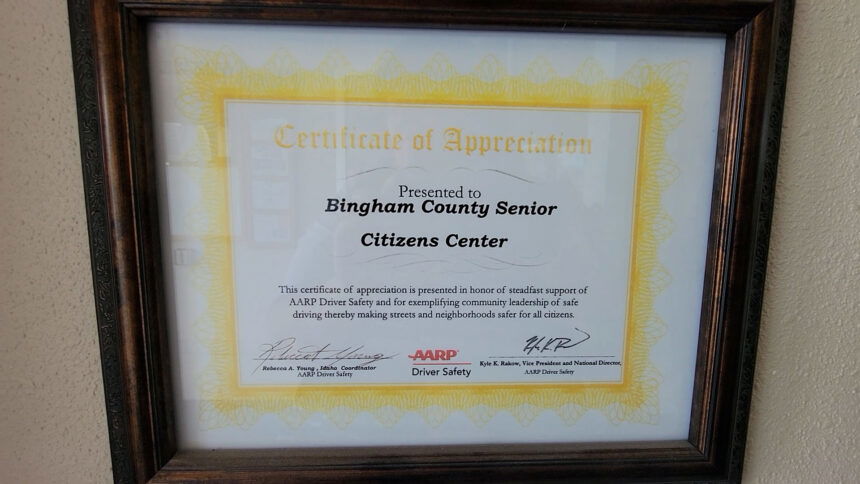 Certificate of Appreciation
Presented to
Bingham County Senior
Citizens Center
This certificate of appreciation is presented in honor of steadfast support of
AARP Driver Safety and for exemplifying community leadership of safe
driving thereby making streets and neighborhoods safer for all citizens.
Rebecca A. Young , Idaho Coordinator
AARP Driver Safety
AARP
Driver Safety
Kyle K. Rakow, Vice President and National Director,
AARP Driver Safety